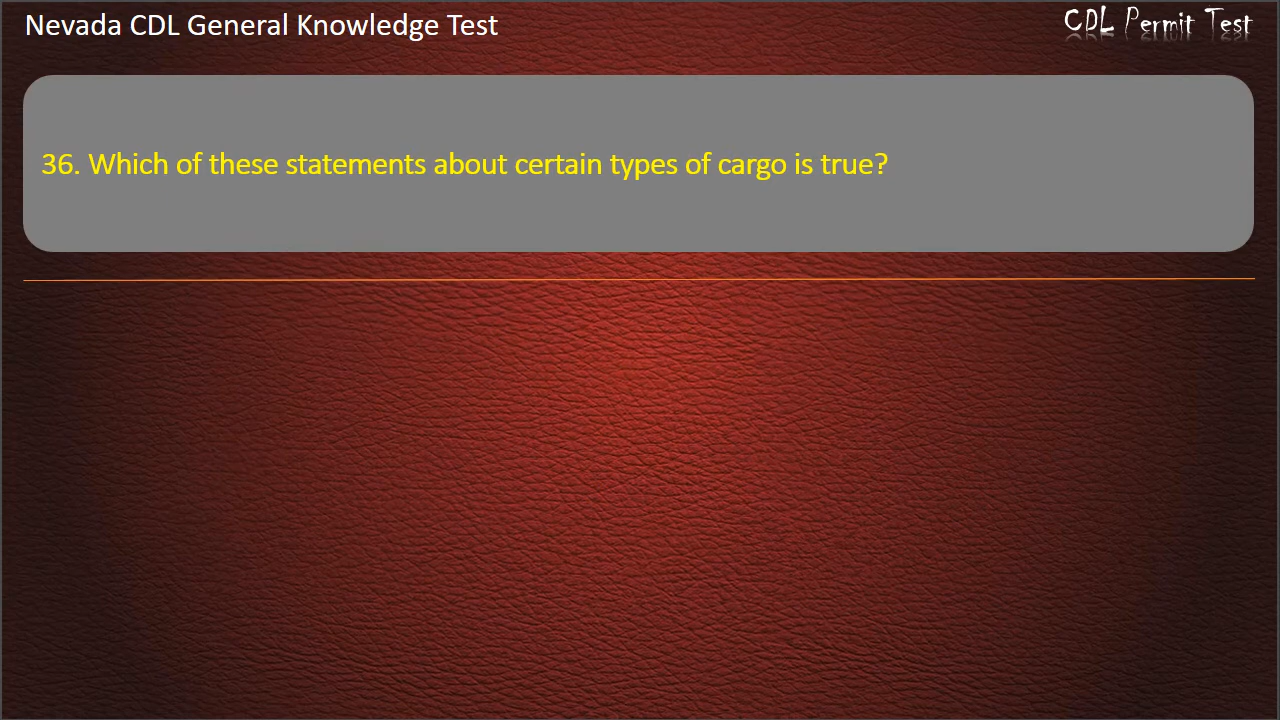 Nevada CDL General Knowledge Test
CDL Permit Test
36. Which of these statements about certain types of cargo is true?